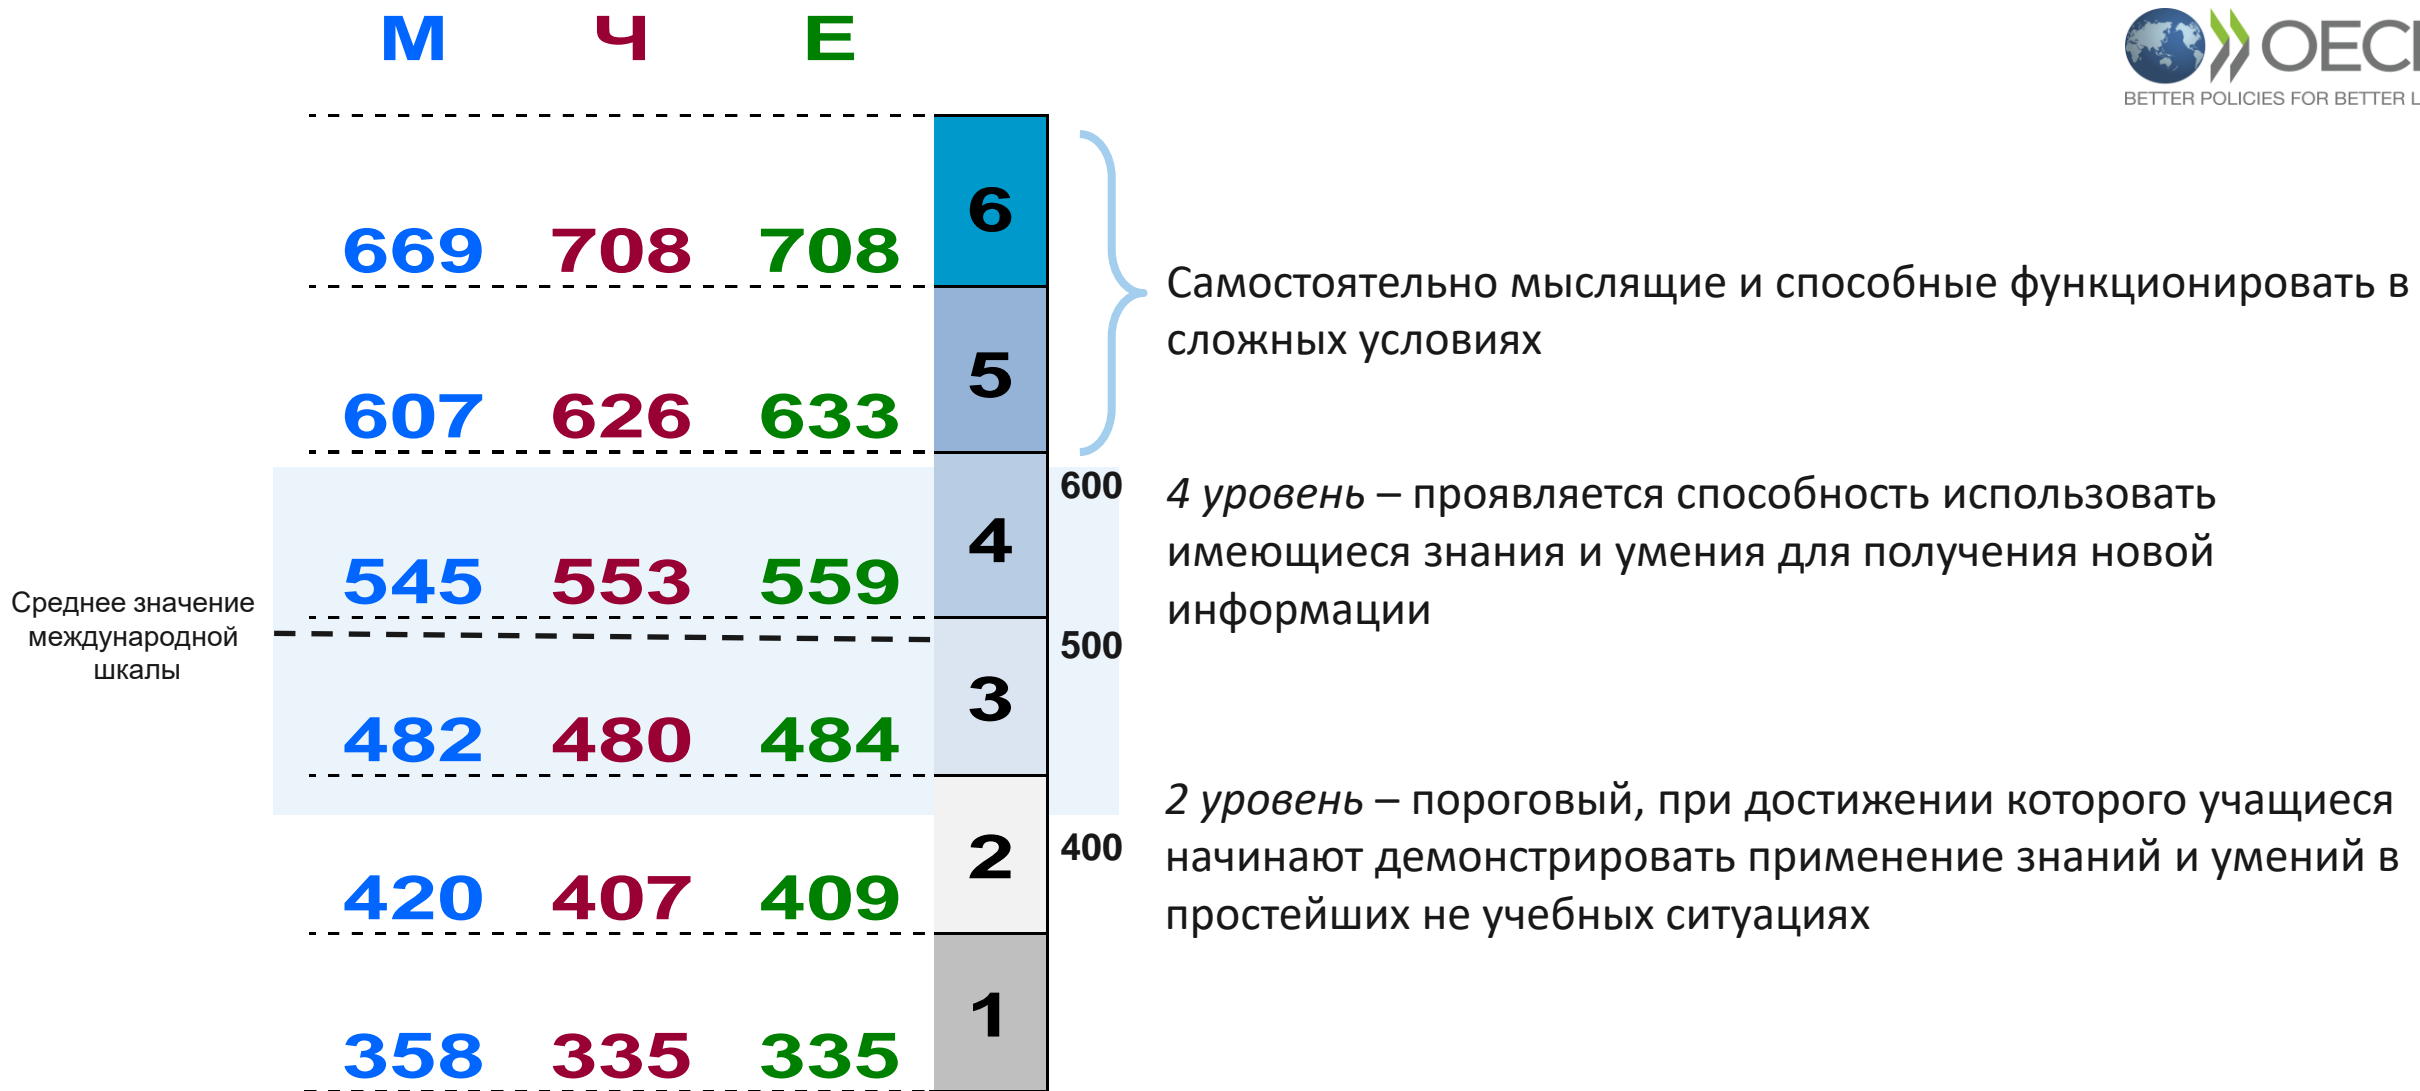 М Ч Е
OECD
BETTER POLICIES FOR BETTER L
6
669 708 708
Самостоятельно мыслящие и способные функционировать в
сложных условиях
5
607 626 633
600
4 уровень – проявляется способность использовать
имеющиеся знания и умения для получения новой
информации
4
545 553 559
Среднее значение
международной
шкалы
500
3
482 480 484
2 уровень – пороговый, при достижении которого учащиеся
начинают демонстрировать применение знаний и умений в
простейших не учебных ситуациях
400
2
420 407 409
1
358 335 335